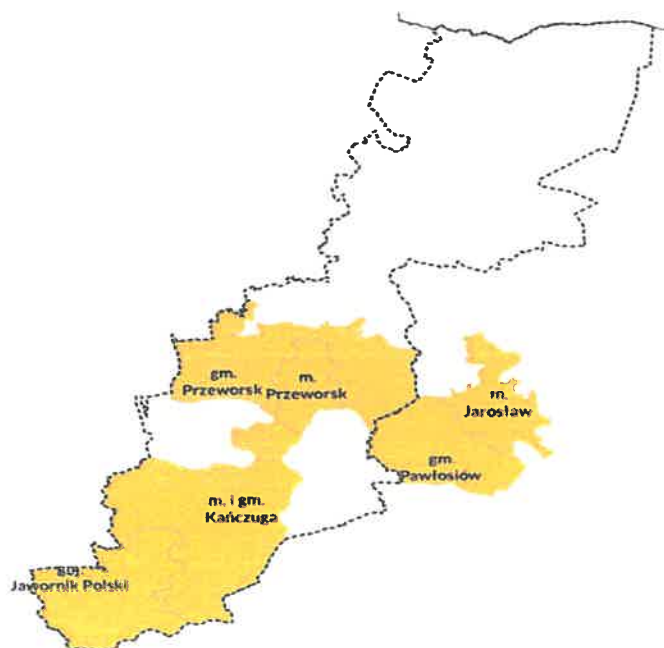 gm.
Przeworsk
m.
Przeworsk
m.
Jarosław
gm.
Pawłosiów
m. i gm.
Kańczuga
gm.
Jawornik Polski